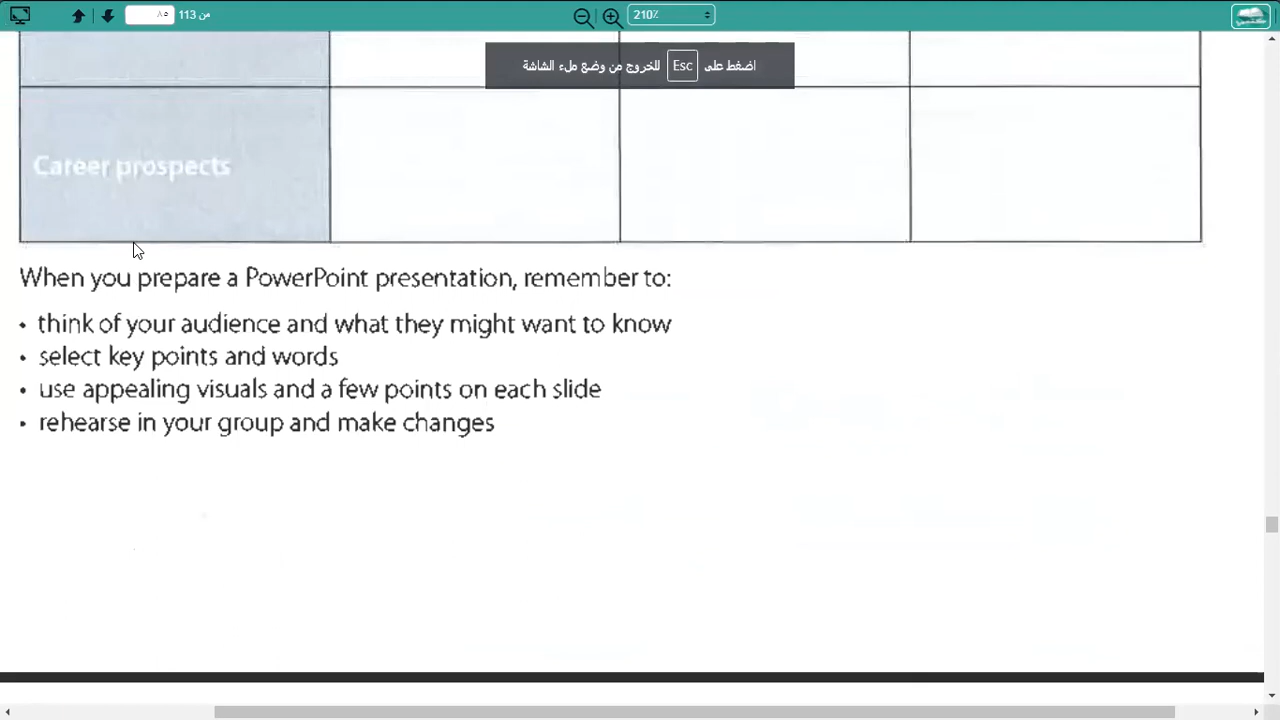 ٨٥ من 113
210٪
اضغط على Esc للخروج من وضع ملء الشاشة
Career prospects
When you prepare a PowerPoint presentation, remember to:
• think of your audience and what they might want to know
• select key points and words
• use appealing visuals and a few points on each slide
• rehearse in your group and make changes